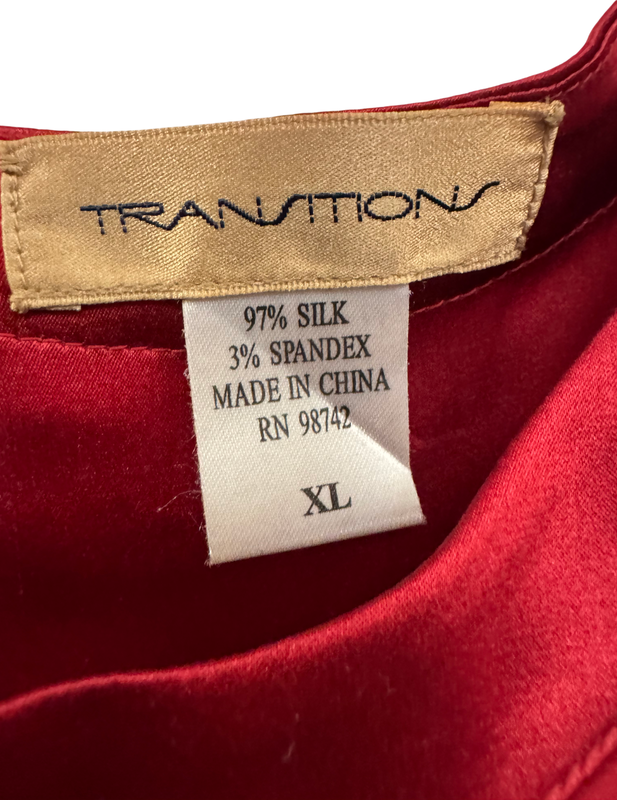 TRANSITIONS
97% SILK
3% SPANDEX
MADE IN CHINA
RN 98742
XL